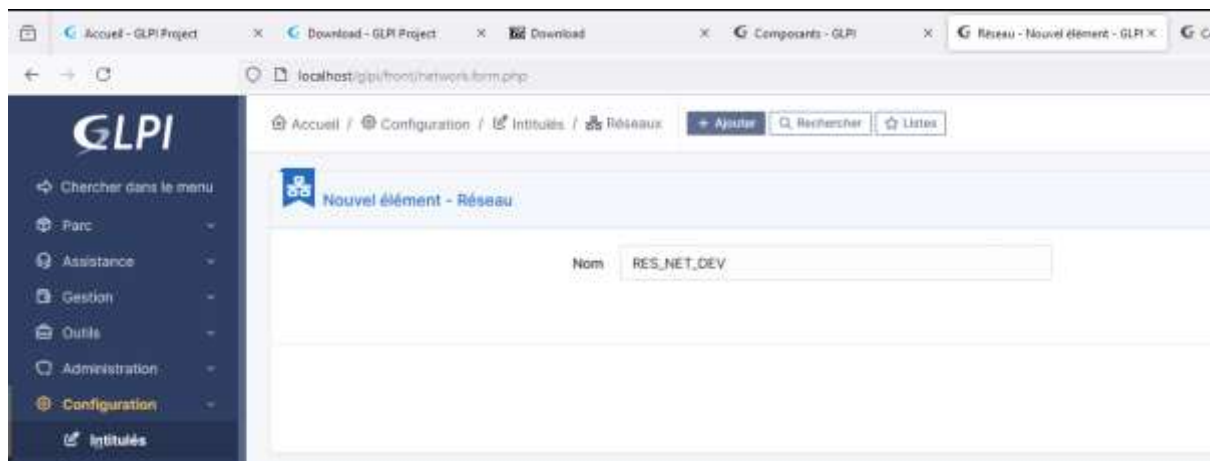 Accueil - GLPI Project × Download - GLPI Project × Download × Composants - GLPI × Réseau - Nouvel élément - GLPI ×
localhost/glpi/front/network.form.php
GLPI
Accueil / Configuration / Intitulés / Réseaux + Ajouter Rechercher Listes
Chercher dans le menu
Nouvel élément - Réseau
Parc
Assistance
Nom RES_NET_DEV
Gestion
Outils
Administration
Configuration
Intitulés